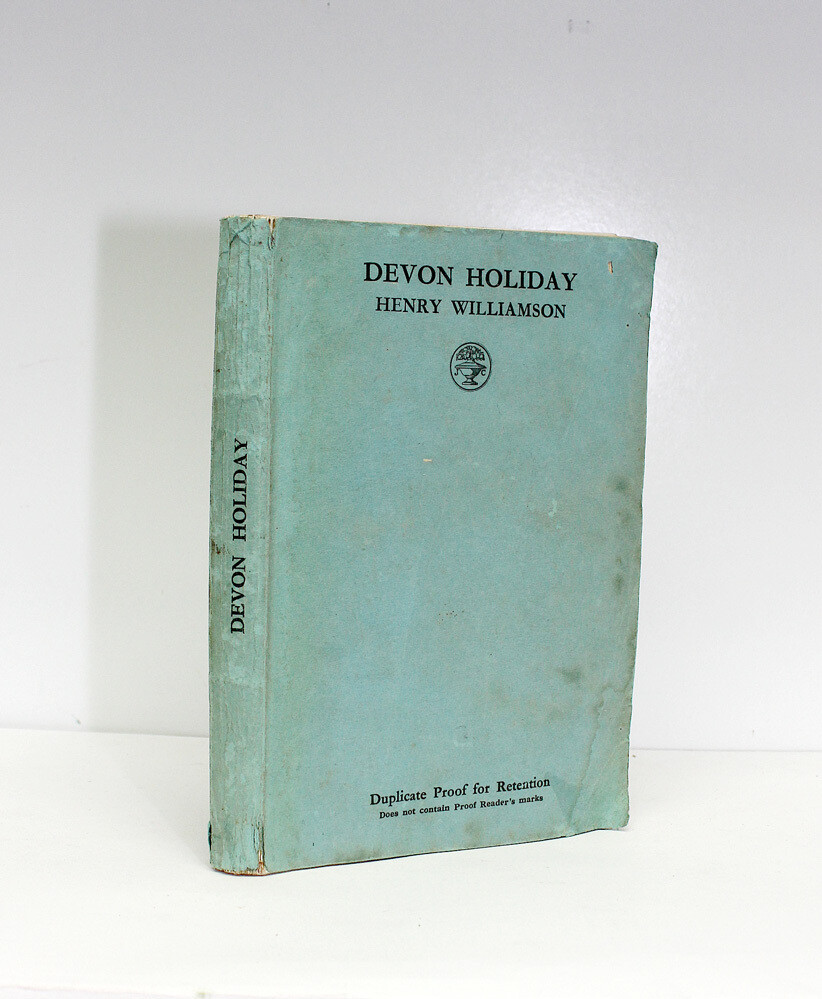 DEVON HOLIDAY
DEVON HOLIDAY
HENRY WILLIAMSON
J C
Duplicate Proof for Retention
Does not contain Proof Reader's marks